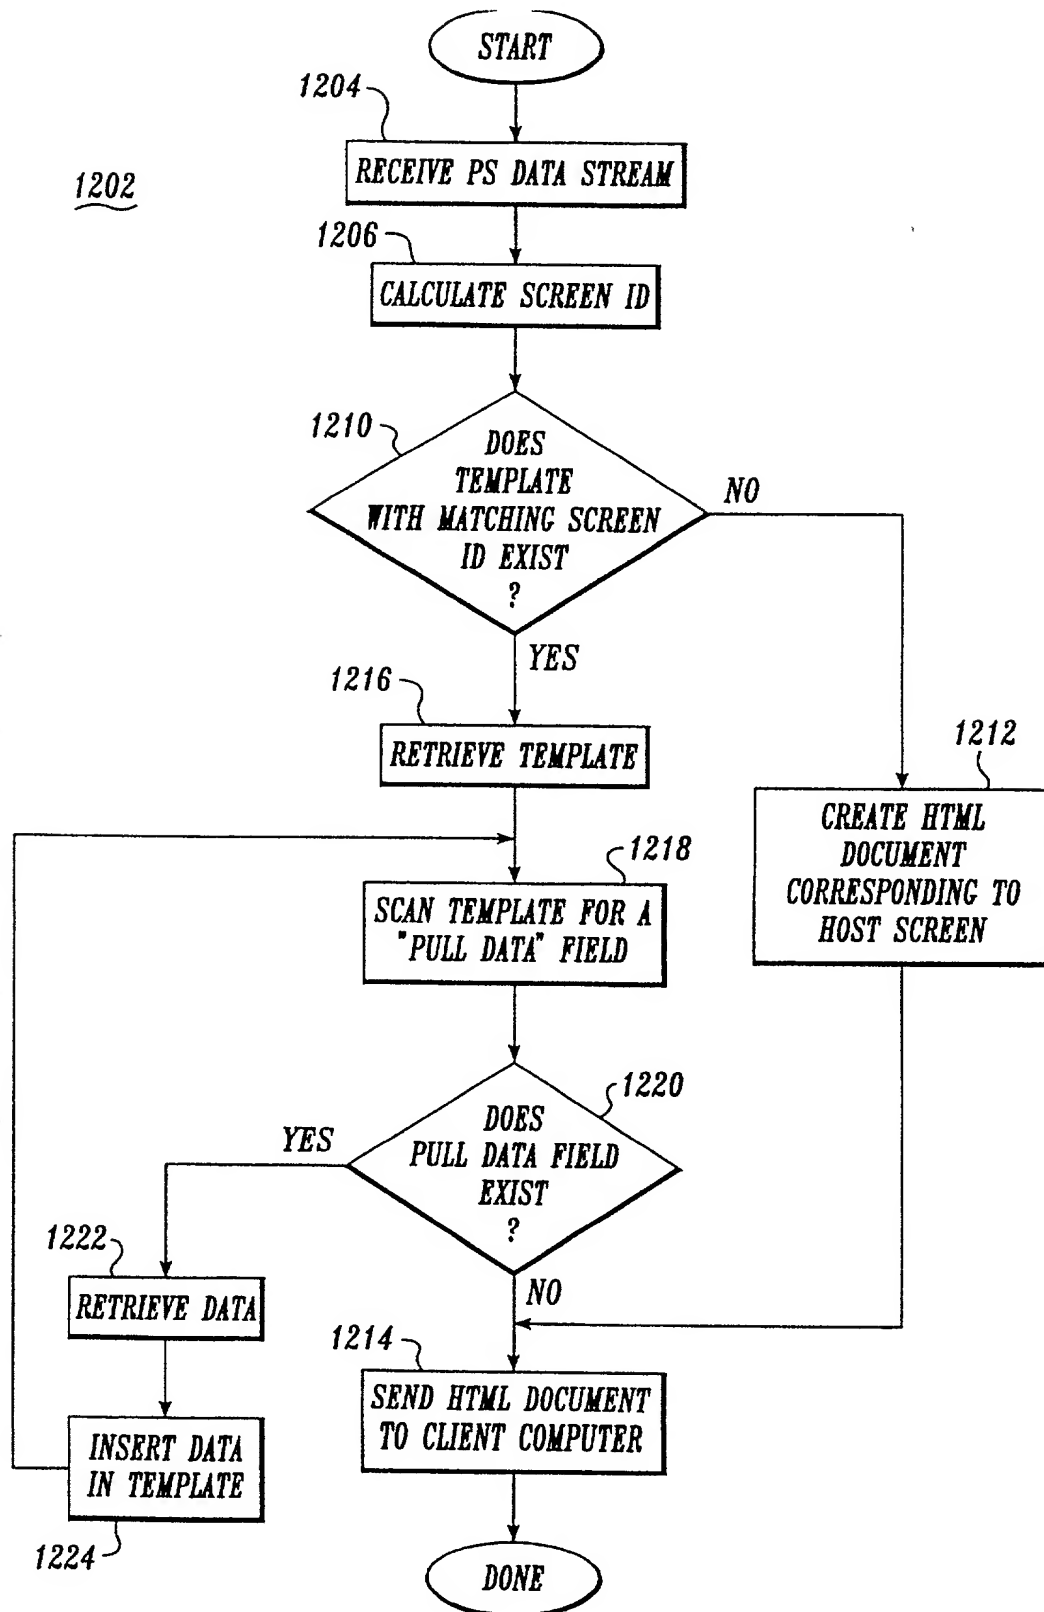 START
1204
RECEIVE PS DATA STREAM
1202
1206
CALCULATE SCREEN ID
1210
DOES
TEMPLATE
WITH MATCHING SCREEN
ID EXIST
?
NO
YES
1216
RETRIEVE TEMPLATE
1212
CREATE HTML
DOCUMENT
CORRESPONDING TO
HOST SCREEN
1218
SCAN TEMPLATE FOR A
"PULL DATA" FIELD
1220
DOES
PULL DATA FIELD
EXIST
?
YES
NO
1222
RETRIEVE DATA
1214
SEND HTML DOCUMENT
TO CLIENT COMPUTER
INSERT DATA
IN TEMPLATE
1224
DONE